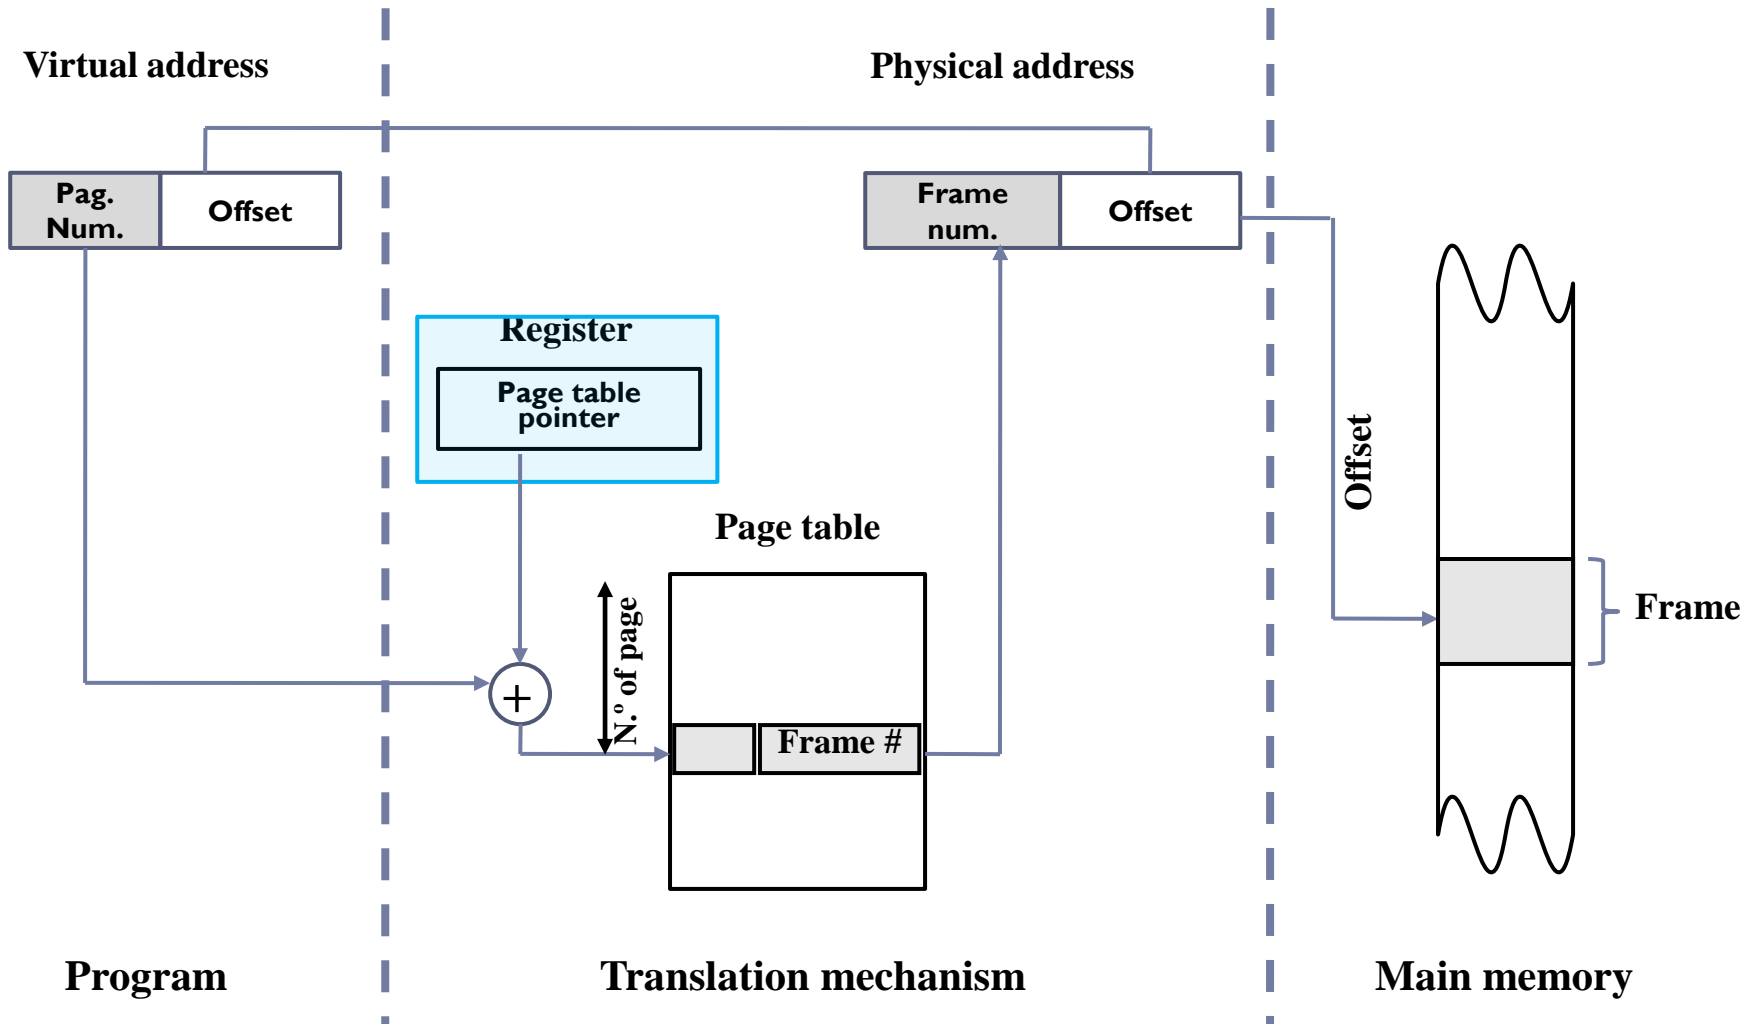 Virtual address
Physical address
Pag.
Num.
Offset
Frame
num.
Offset
Register
Page table
pointer
Offset
Page table
N.º of page
+
Frame #
Frame
Program
Translation mechanism
Main memory